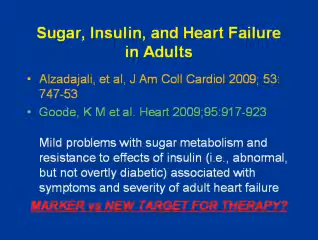 Sugar, Insulin, and Heart Failure
in Adults
• Alzadajali, et al, J Am Coll Cardiol 2009; 53:
747-53
• Goode, K M et al. Heart 2009;95:917-923
Mild problems with sugar metabolism and
resistance to effects of insulin (i.e., abnormal,
but not overtly diabetic) associated with
symptoms and severity of adult heart failure
MARKER vs NEW TARGET FOR THERAPY?